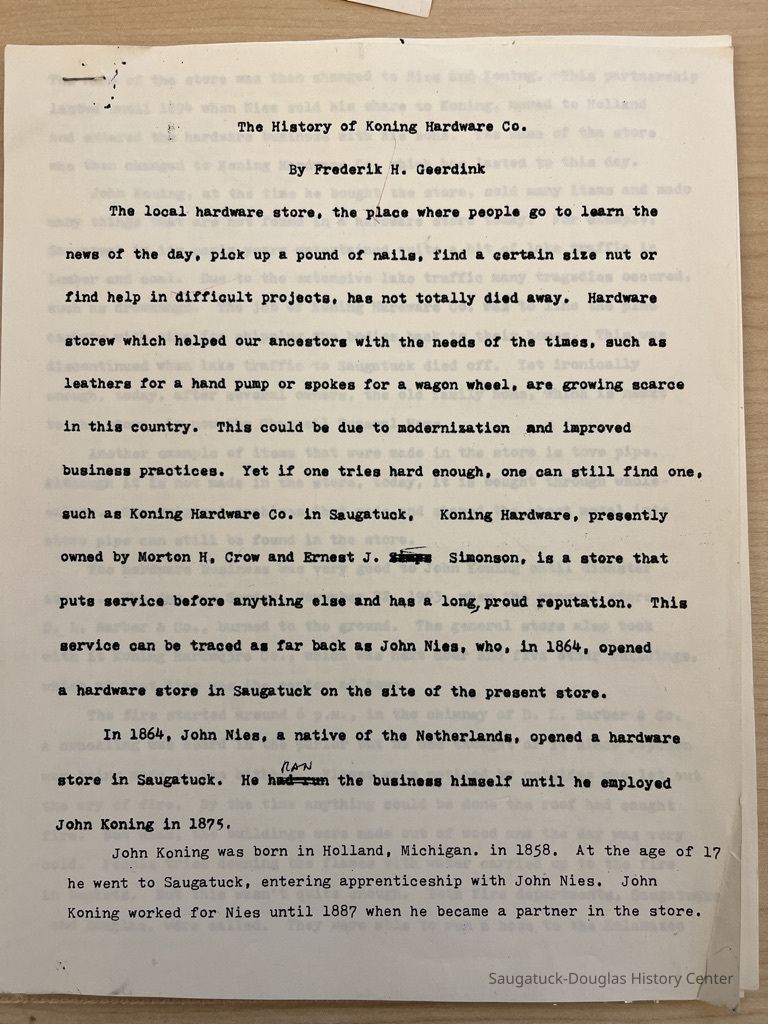 The History of Koning Hardware Co.
By Frederik H. Geerdink
The local hardware store, the place where people go to learn the
news of the day, pick up a pound of nails, find a certain size nut or
find help in difficult projects, has not totally died away. Hardware
storew which helped our ancestors with the needs of the times, such as
leathers for a hand pump or spokes for a wagon wheel, are growing scarce
in this country. This could be due to modernization and improved
business practices. Yet if one tries hard enough, one can still find one,
such as Koning Hardware Co. in Saugatuck. Koning Hardware, presently
owned by Morton H. Crow and Ernest J. Simonson, is a store that
puts service before anything else and has a long, proud reputation. This
service can be traced as far back as John Nies, who, in 1864, opened
a hardware store in Saugatuck on the site of the present store.
In 1864, John Nies, a native of the Netherlands, opened a hardware
RAN
store in Saugatuck. He had run the business himself until he employed
John Koning in 1875.
John Koning was born in Holland, Michigan. in 1858. At the age of 17
he went to Saugatuck, entering apprenticeship with John Nies. John
Koning worked for Nies until 1887 when he became a partner in the store.
Saugatuck-Douglas History Center